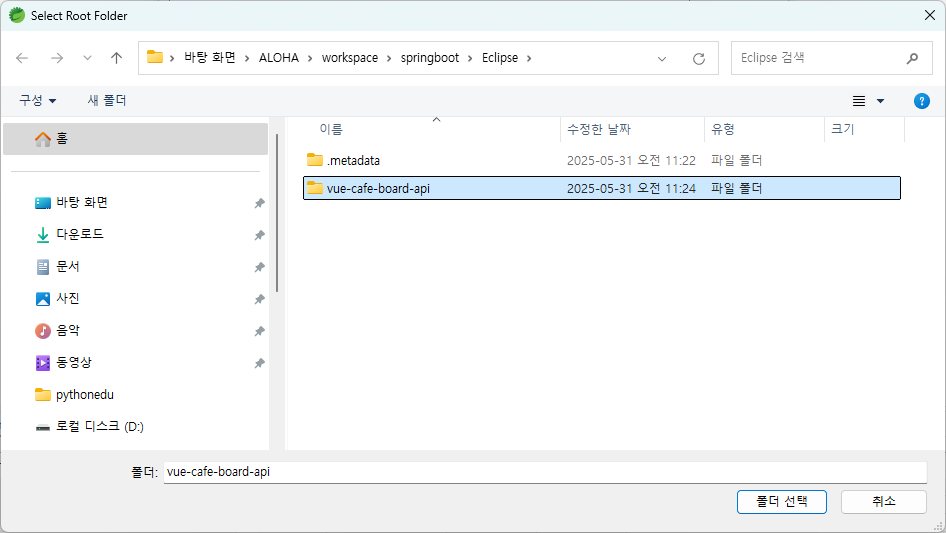 Select Root Folder
바탕 화면 > ALOHA > workspace > springboot > Eclipse >
Eclipse 검색
구성 새 폴더
이름 수정한 날짜 유형 크기
홈
.metadata 2025-05-31 오전 11:22 파일 폴더
vue-cafe-board-api 2025-05-31 오전 11:24 파일 폴더
바탕 화면
다운로드
문서
사진
음악
동영상
pythonedu
로컬 디스크 (D:)
폴더: vue-cafe-board-api
폴더 선택 취소